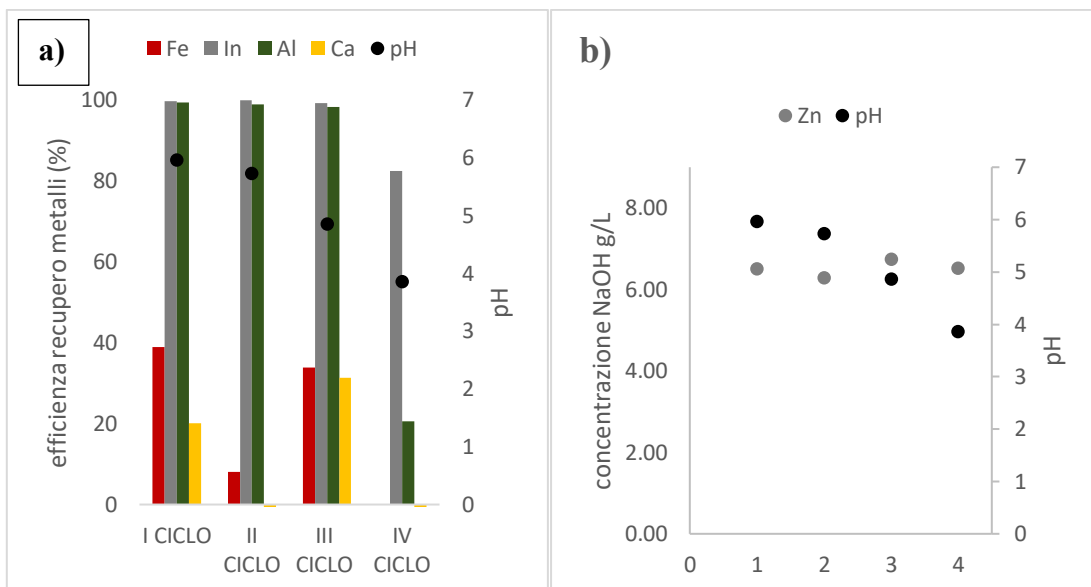 a)
Fe In Al Ca pH
efficienza recupero metalli (%)
100
80
60
40
20
0
7
6
5
4
3
2
1
0
pH
I CICLO
II
CICLO
III
CICLO
IV
CICLO
b)
Zn pH
concentrazione NaOH g/L
8.00
6.00
4.00
2.00
0.00
7
6
5
4
3
2
1
0
pH
0 1 2 3 4